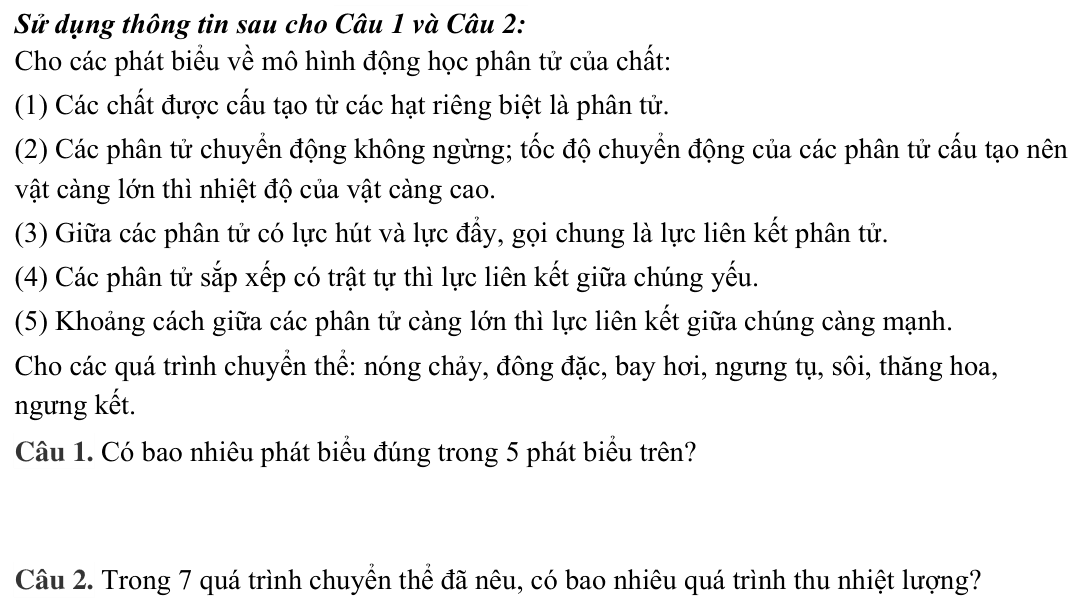 Sử dụng thông tin sau cho Câu 1 và Câu 2:
Cho các phát biểu về mô hình động học phân tử của chất:
(1) Các chất được cấu tạo từ các hạt riêng biệt là phân tử.
(2) Các phân tử chuyển động không ngừng; tốc độ chuyển động của các phân tử cấu tạo nên
vật càng lớn thì nhiệt độ của vật càng cao.
(3) Giữa các phân tử có lực hút và lực đẩy, gọi chung là lực liên kết phân tử.
(4) Các phân tử sắp xếp có trật tự thì lực liên kết giữa chúng yếu.
(5) Khoảng cách giữa các phân tử càng lớn thì lực liên kết giữa chúng càng mạnh.
Cho các quá trình chuyển thể: nóng chảy, đông đặc, bay hơi, ngưng tụ, sôi, thăng hoa,
ngưng kết.
Câu 1. Có bao nhiêu phát biểu đúng trong 5 phát biểu trên?
Câu 2. Trong 7 quá trình chuyển thể đã nêu, có bao nhiêu quá trình thu nhiệt lượng?